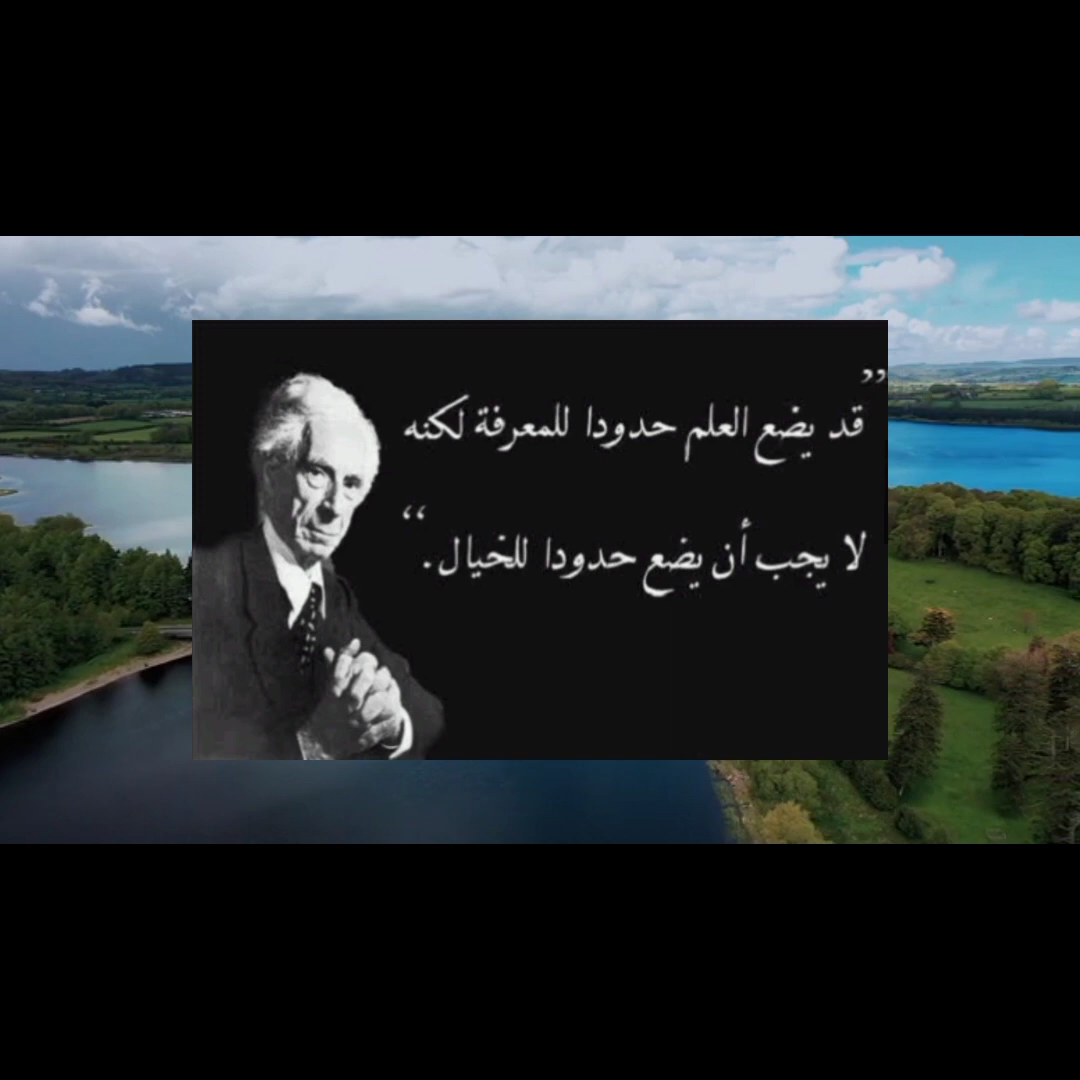 ”قد يضع العلم حدودا للمعرفة لكنه
لا يجب أن يضع حدودا للخيال.“